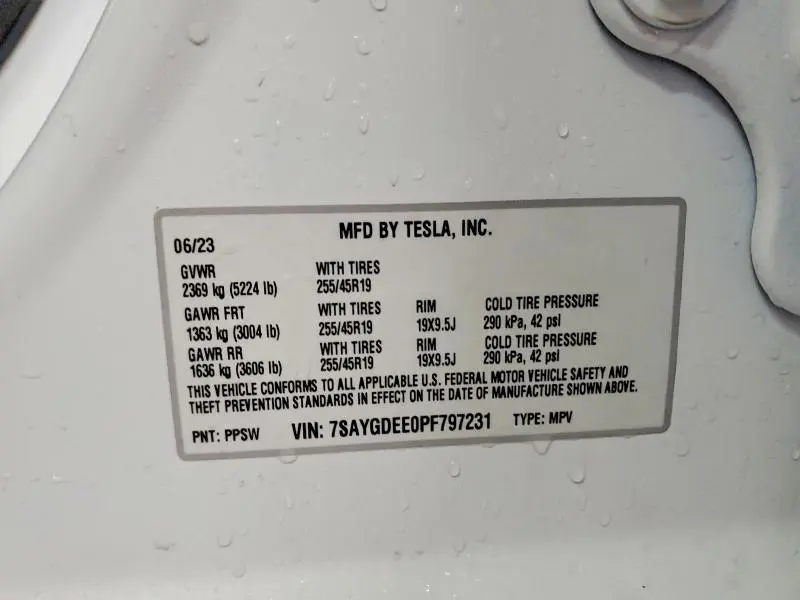 MFD BY TESLA, INC.
06/23
GVWR WITH TIRES
2369 kg (5224 lb) 255/45R19
GAWR FRT WITH TIRES RIM COLD TIRE PRESSURE
1363 kg (3004 lb) 255/45R19 19X9.5J 290 kPa, 42 psi
GAWR RR WITH TIRES RIM COLD TIRE PRESSURE
1636 kg (3606 lb) 255/45R19 19X9.5J 290 kPa, 42 psi
THIS VEHICLE CONFORMS TO ALL APPLICABLE U.S. FEDERAL MOTOR VEHICLE SAFETY AND
THEFT PREVENTION STANDARDS IN EFFECT ON THE DATE OF MANUFACTURE SHOWN ABOVE.
PNT: PPSW VIN: 7SAYGDEE0PF797231 TYPE: MPV